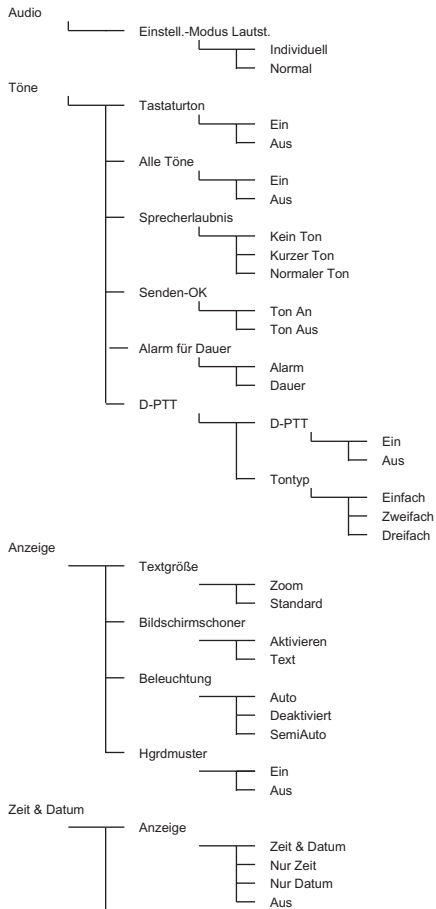 Audio
Einstell.-Modus Lautst.
Individuell
Normal
Töne
Tastaturton
Ein
Aus
Alle Töne
Ein
Aus
Sprecherlaubnis
Kein Ton
Kurzer Ton
Normaler Ton
Senden-OK
Ton An
Ton Aus
Alarm für Dauer
Alarm
Dauer
D-PTT
D-PTT
Ein
Aus
Tontyp
Einfach
Zweifach
Dreifach
Anzeige
Textgröße
Zoom
Standard
Bildschirmschoner
Aktivieren
Text
Beleuchtung
Auto
Deaktiviert
SemiAuto
Hgrdmuster
Ein
Aus
Zeit & Datum
Anzeige
Zeit & Datum
Nur Zeit
Nur Datum
Aus